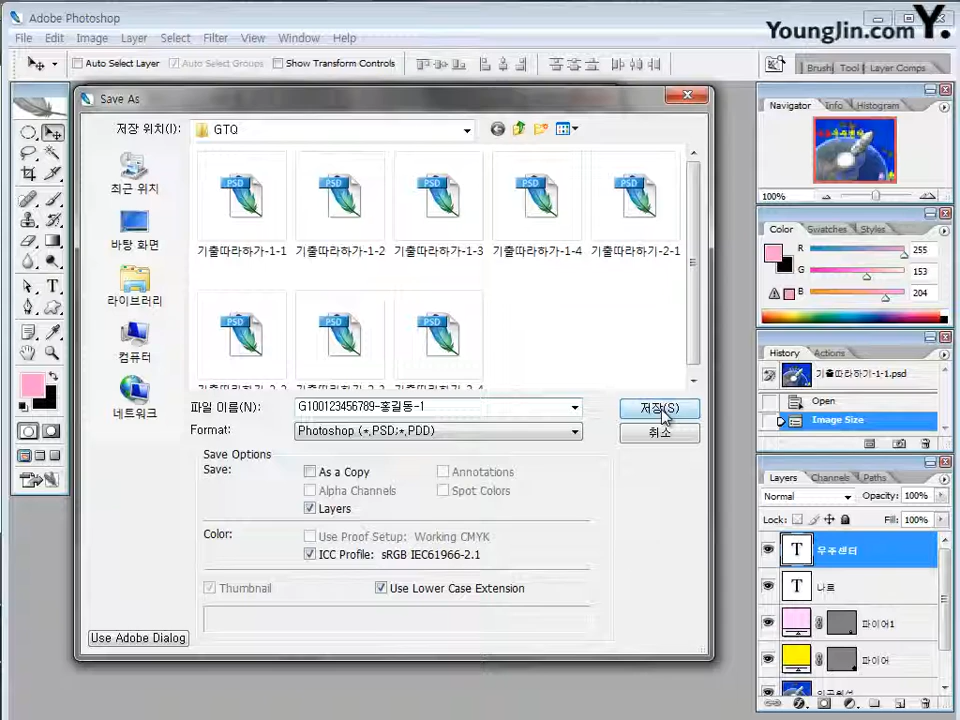 Adobe Photoshop
YoungJin.com Y.
File Edit Image Layer Select Filter View Window Help
Auto Select Layer Auto Select Groups Show Transform Controls
Brush Tool Layer Comps
Save As
저장 위치(I): GTQ
최근 위치
바탕 화면
라이브러리
컴퓨터
네트워크
PSD PSD PSD PSD PSD
기출따라하기-1-1 기출따라하기-1-2 기출따라하기-1-3 기출따라하기-1-4 기출따라하기-2-1
PSD PSD PSD
파일 이름(N): G100123456789-홍길동-1 저장(S)
Format: Photoshop (*.PSD;*.PDD) 취소
Save Options
Save: As a Copy Annotations
Alpha Channels Spot Colors
Layers
Color: Use Proof Setup: Working CMYK
ICC Profile: sRGB IEC61966-2.1
Thumbnail Use Lower Case Extension
Use Adobe Dialog
Navigator Info Histogram
100%
Color Swatches Styles
R 255
G 153
B 204
History Actions
기출따라하기-1-1.psd
Open
Image Size
Layers Channels Paths
Normal Opacity: 100%
Lock: Fill: 100%
T 우주센터
T 나로
파이어1
파이어